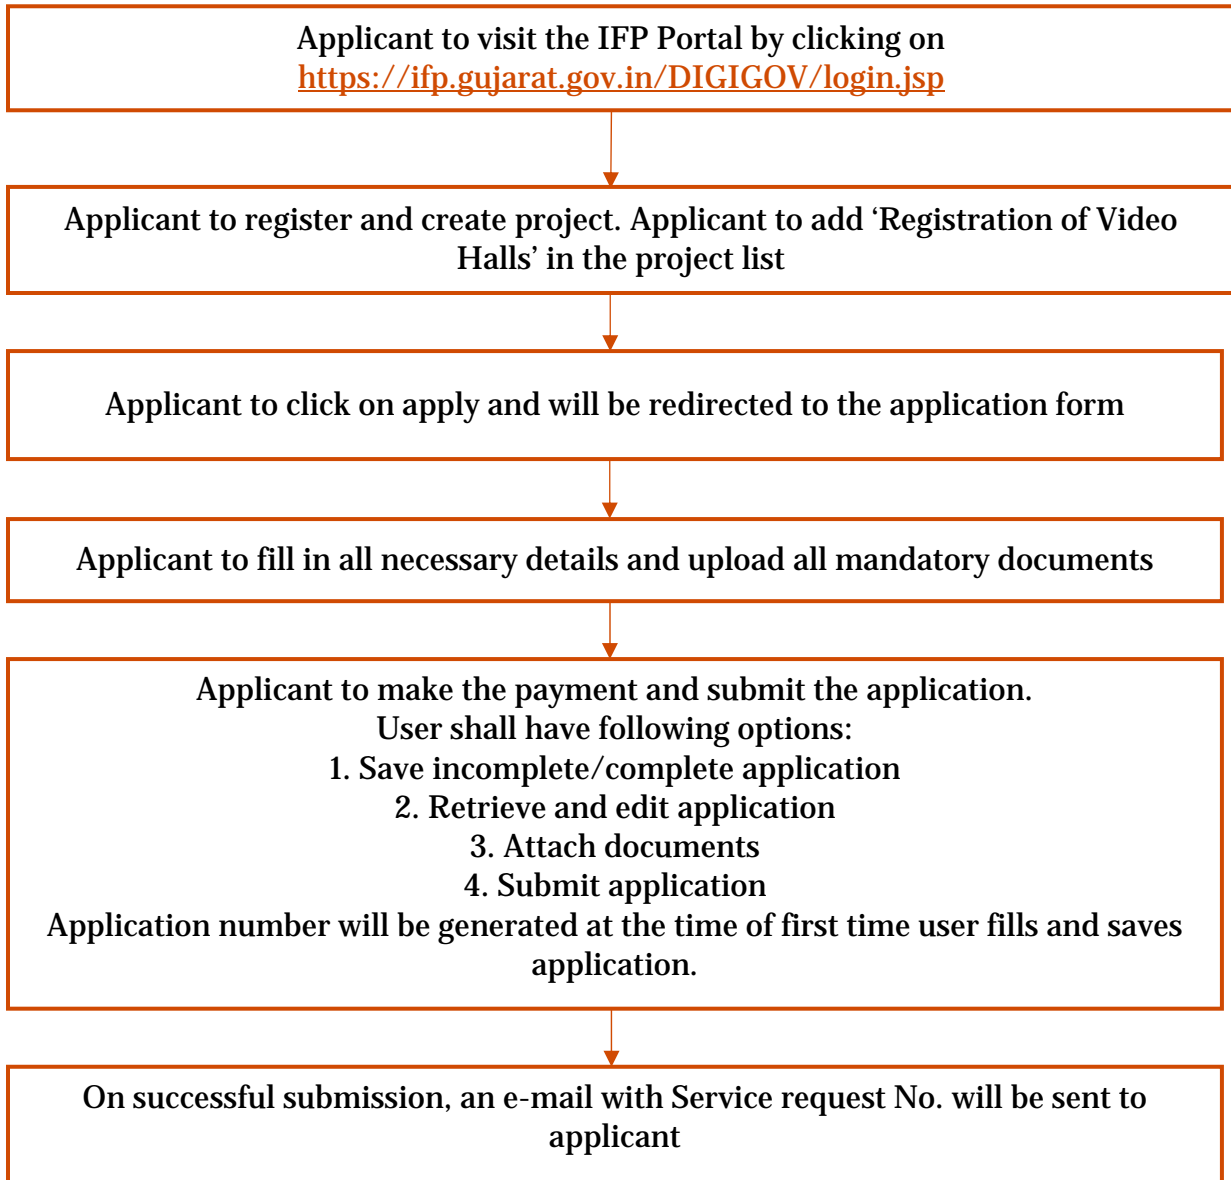 Applicant to visit the IFP Portal by clicking on
https://ifp.gujarat.gov.in/DIGIGOV/login.jsp
Applicant to register and create project. Applicant to add ‘Registration of Video
Halls’ in the project list
Applicant to click on apply and will be redirected to the application form
Applicant to fill in all necessary details and upload all mandatory documents
Applicant to make the payment and submit the application.
User shall have following options:
1. Save incomplete/complete application
2. Retrieve and edit application
3. Attach documents
4. Submit application
Application number will be generated at the time of first time user fills and saves
application.
On successful submission, an e-mail with Service request No. will be sent to
applicant